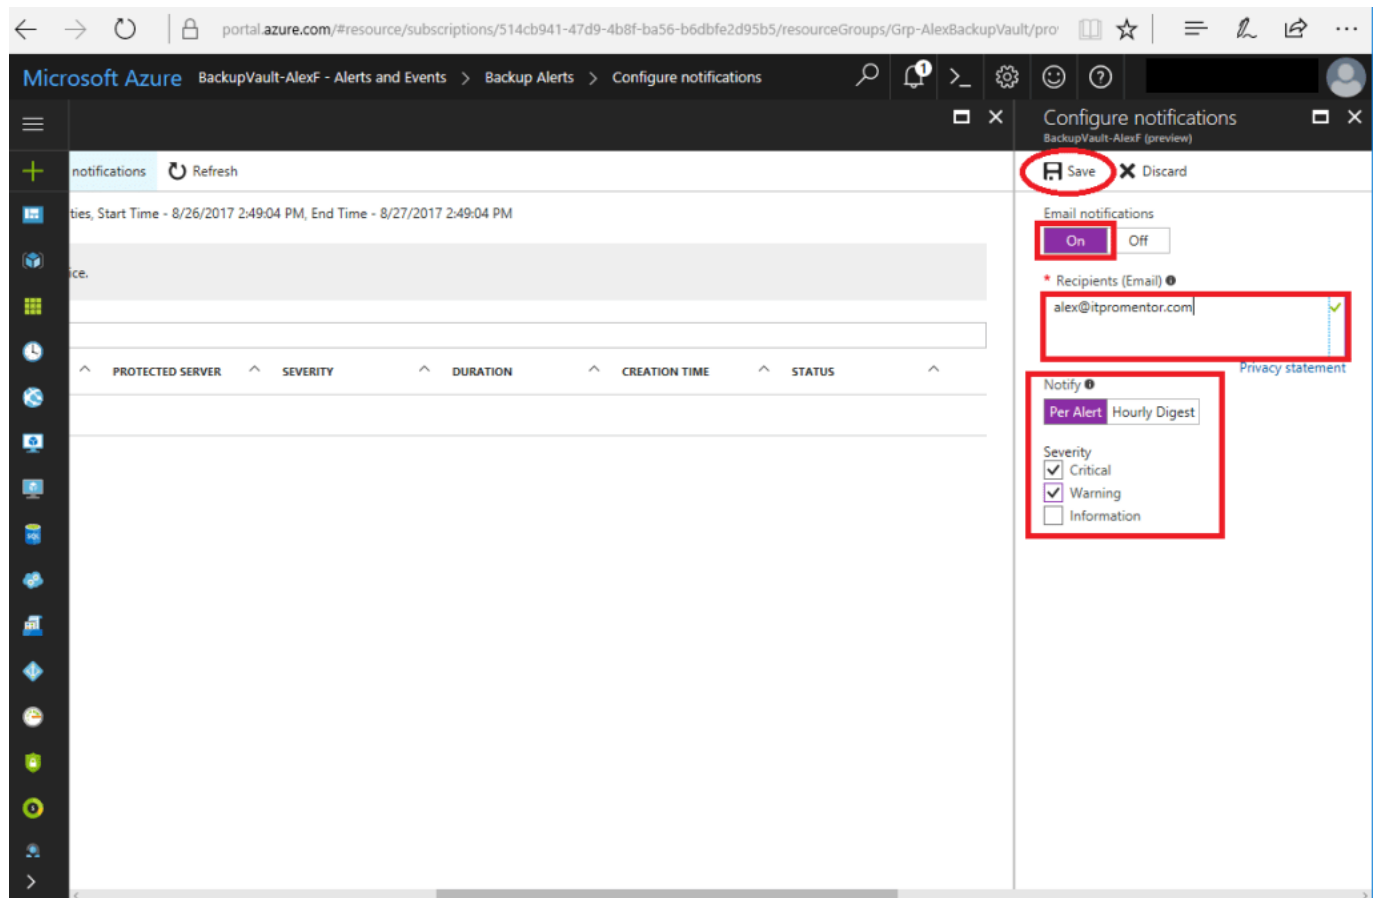 portal.azure.com/#resource/subscriptions/514cb941-47d9-4b8f-ba56-b6dbfe2d95b5/resourceGroups/Grp-AlexBackupVault/pro
Microsoft Azure BackupVault-AlexF - Alerts and Events > Backup Alerts > Configure notifications
1
Configure notifications
BackupVault-AlexF (preview)
notifications Refresh
Save Discard
ties, Start Time - 8/26/2017 2:49:04 PM, End Time - 8/27/2017 2:49:04 PM
ice.
PROTECTED SERVER SEVERITY DURATION CREATION TIME STATUS
Email notifications
On Off
* Recipients (Email)
alex@itpromentor.com
Privacy statement
Notify
Per Alert Hourly Digest
Severity
Critical
Warning
Information